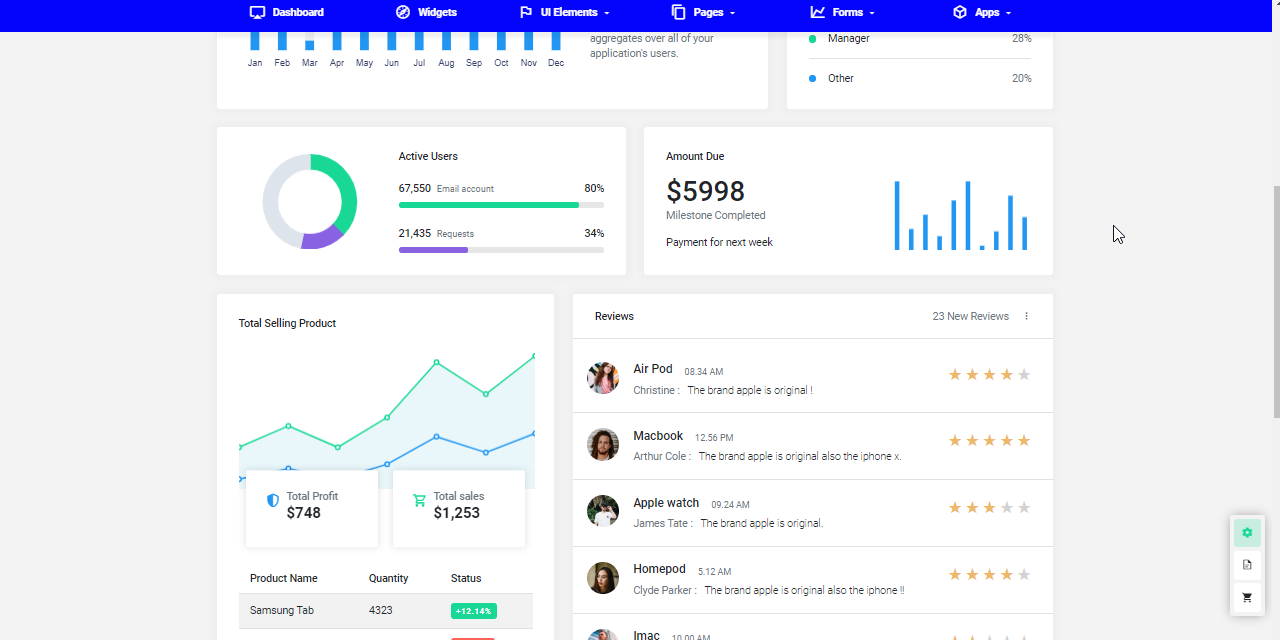 Dashboard Widgets UI Elements Pages Forms Apps
aggregates over all of your
application's users.
Jan Feb Mar Apr May Jun Jul Aug Sep Oct Nov Dec
Manager 28%
Other 20%
Active Users
67,550 Email account 80%
21,435 Requests 34%
Amount Due
$5998
Milestone Completed
Payment for next week
Total Selling Product
Total Profit
$748
Total sales
$1,253
Product Name Quantity Status
Samsung Tab 4323 +12.14%
Reviews 23 New Reviews
Air Pod 08.34 AM
Christine : The brand apple is original !
Macbook 12.56 PM
Arthur Cole : The brand apple is original also the iphone x.
Apple watch 09.24 AM
James Tate : The brand apple is original.
Homepod 5.12 AM
Clyde Parker : The brand apple is original also the iphone !!
Imac 10.00 AM